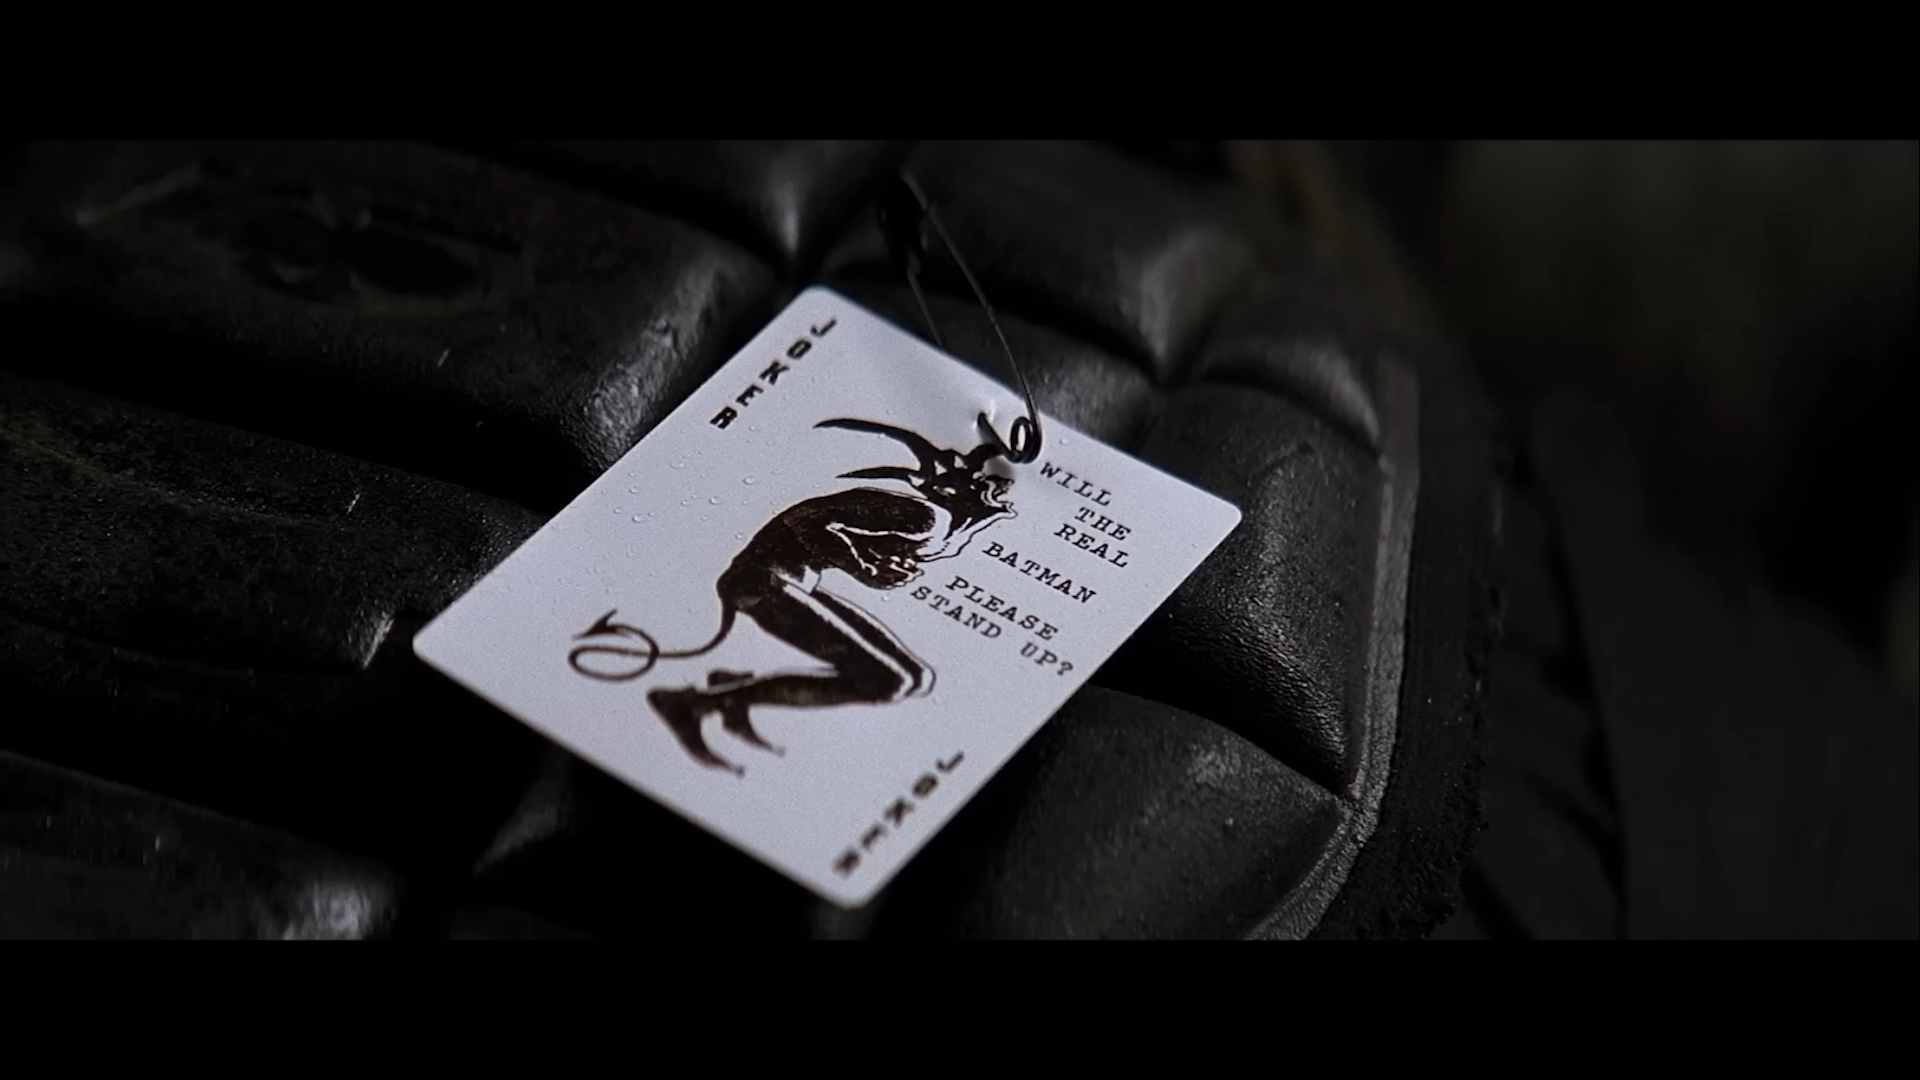 JOKER
WILL
THE
REAL
BATMAN
PLEASE
STAND UP?
JOKER